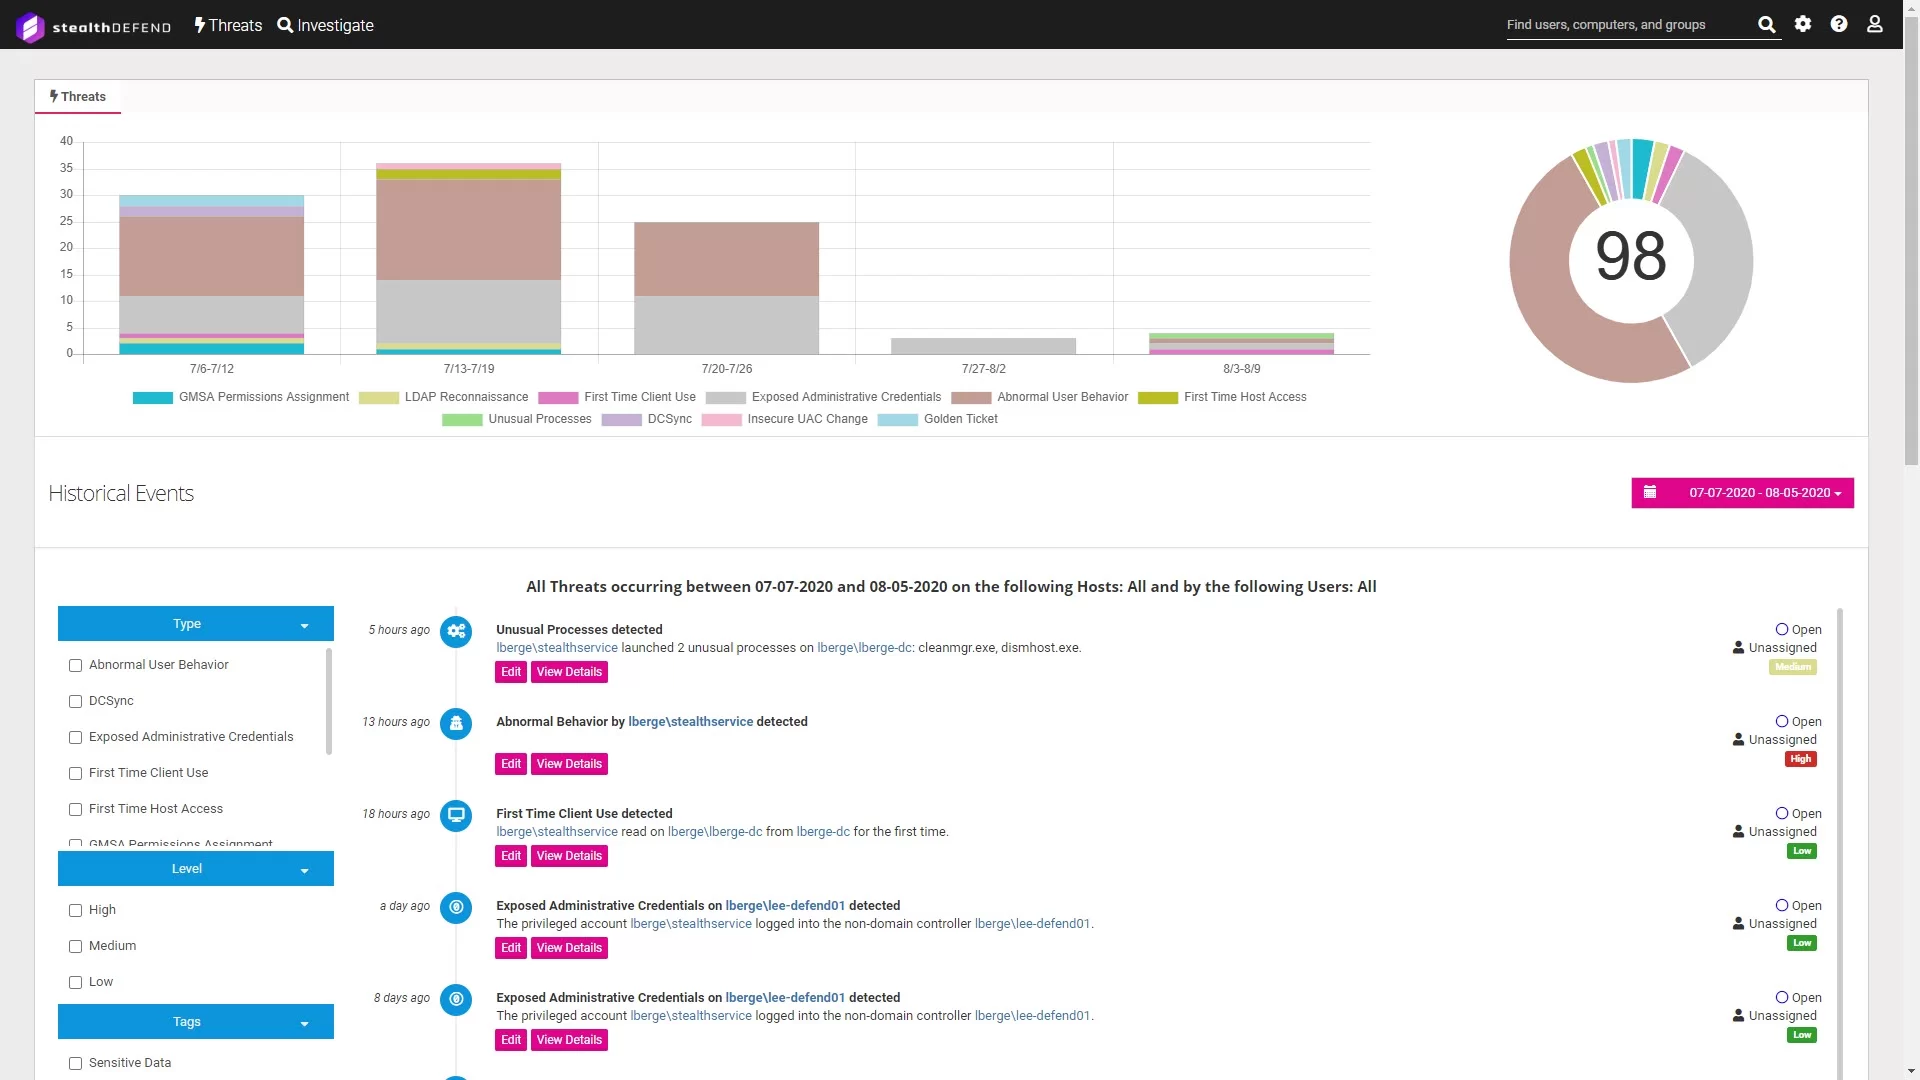 stealthDEFEND Threats Investigate Find users, computers, and groups
Threats
40
35
30
25
20
15
10
5
0
7/6-7/12 7/13-7/19 7/20-7/26 7/27-8/2 8/3-8/9
98
GMSA Permissions Assignment LDAP Reconnaissance First Time Client Use Exposed Administrative Credentials Abnormal User Behavior First Time Host Access
Unusual Processes DCSync Insecure UAC Change Golden Ticket
Historical Events
07-07-2020 - 08-05-2020
All Threats occurring between 07-07-2020 and 08-05-2020 on the following Hosts: All and by the following Users: All
Type
Abnormal User Behavior
DCSync
Exposed Administrative Credentials
First Time Client Use
First Time Host Access
GMSA Permissions Assignment
Level
High
Medium
Low
Tags
Sensitive Data
5 hours ago
Unusual Processes detected
lberge\stealthservice launched 2 unusual processes on lberge\lberge-dc: cleanmgr.exe, dismhost.exe.
Edit View Details
Open
Unassigned
Medium
13 hours ago
Abnormal Behavior by lberge\stealthservice detected
Edit View Details
Open
Unassigned
High
18 hours ago
First Time Client Use detected
lberge\stealthservice read on lberge\lberge-dc from lberge-dc for the first time.
Edit View Details
Open
Unassigned
Low
a day ago
Exposed Administrative Credentials on lberge\lee-defend01 detected
The privileged account lberge\stealthservice logged into the non-domain controller lberge\lee-defend01.
Edit View Details
Open
Unassigned
Low
8 days ago
Exposed Administrative Credentials on lberge\lee-defend01 detected
The privileged account lberge\stealthservice logged into the non-domain controller lberge\lee-defend01.
Edit View Details
Open
Unassigned
Low